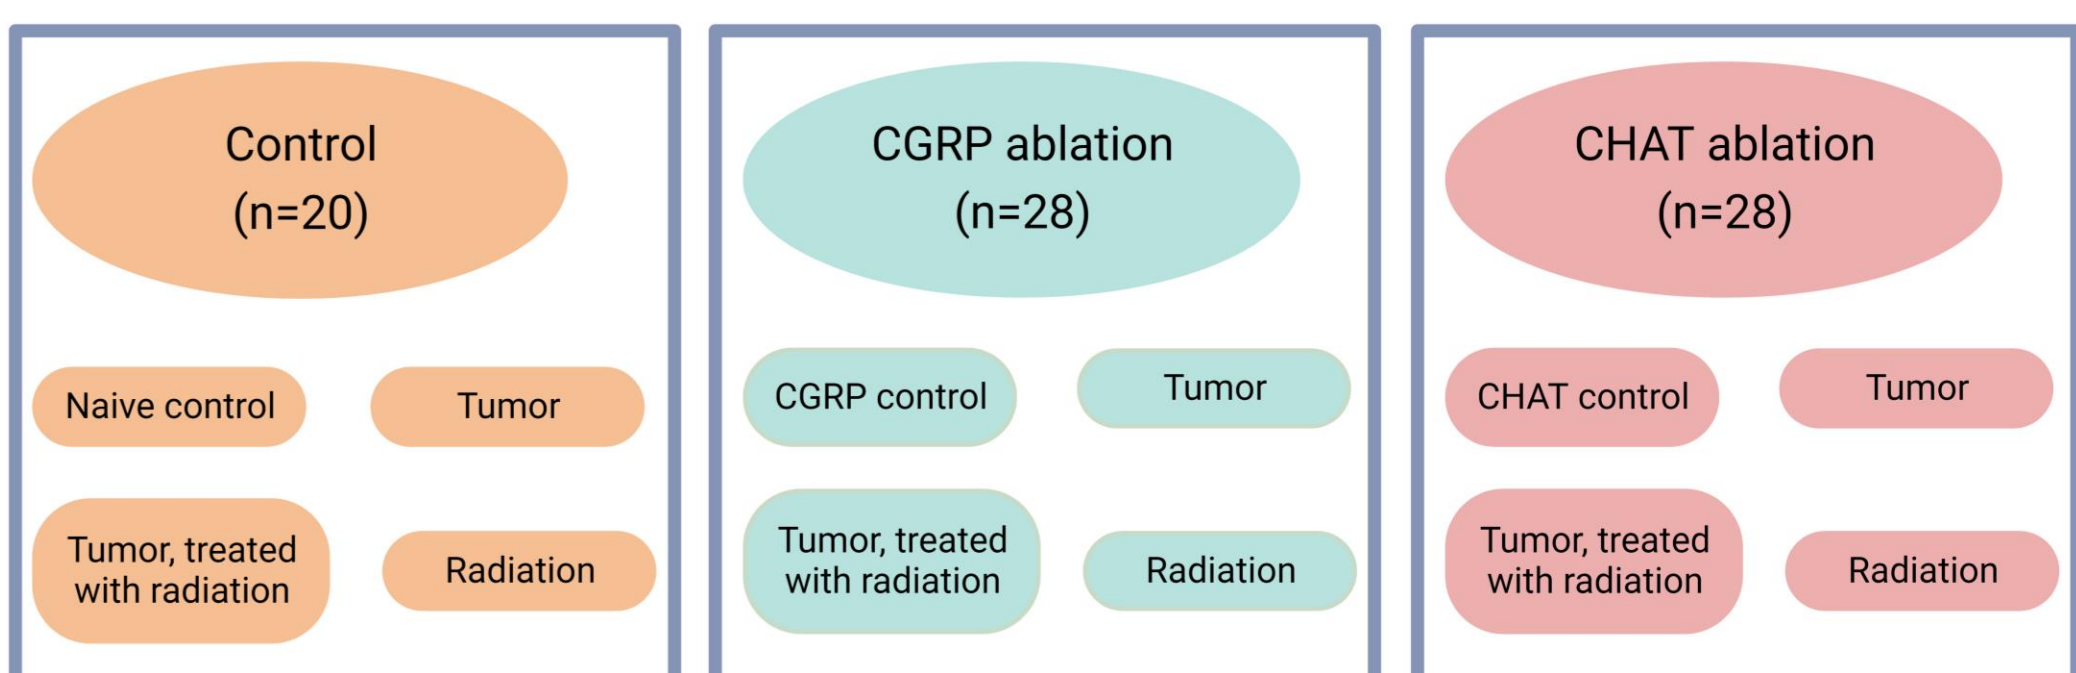 Control
(n=20)
Naive control
Tumor
Tumor, treated
with radiation
Radiation
CGRP ablation
(n=28)
CGRP control
Tumor
Tumor, treated
with radiation
Radiation
CHAT ablation
(n=28)
CHAT control
Tumor
Tumor, treated
with radiation
Radiation